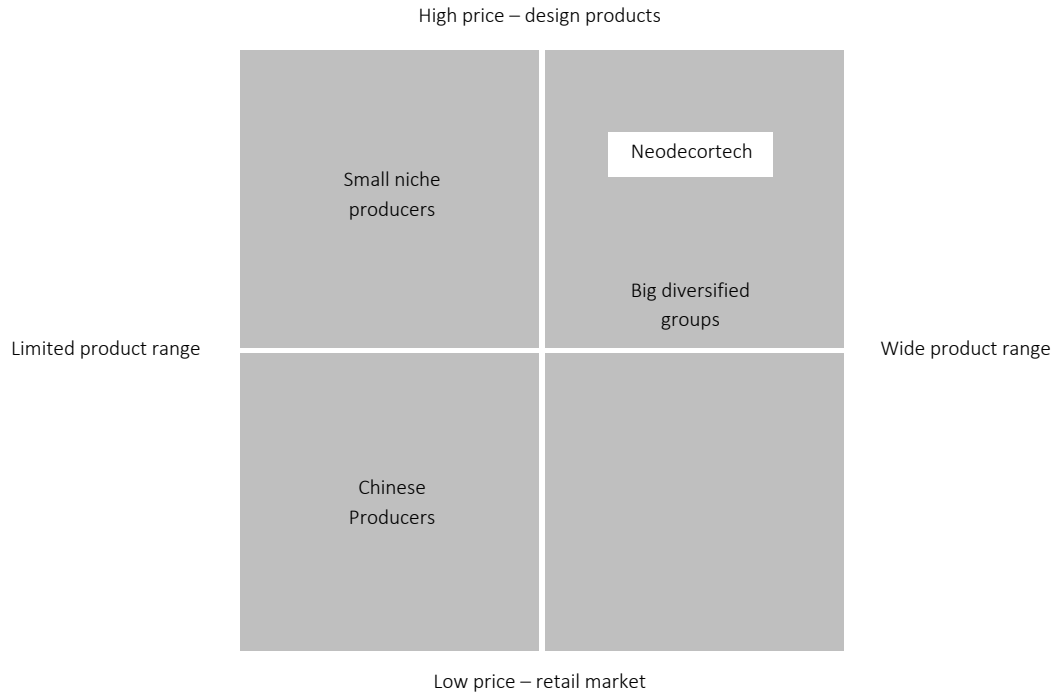 High price – design products
Neodecortech
Small niche
producers
Big diversified
groups
Limited product range
Wide product range
Chinese
Producers
Low price – retail market